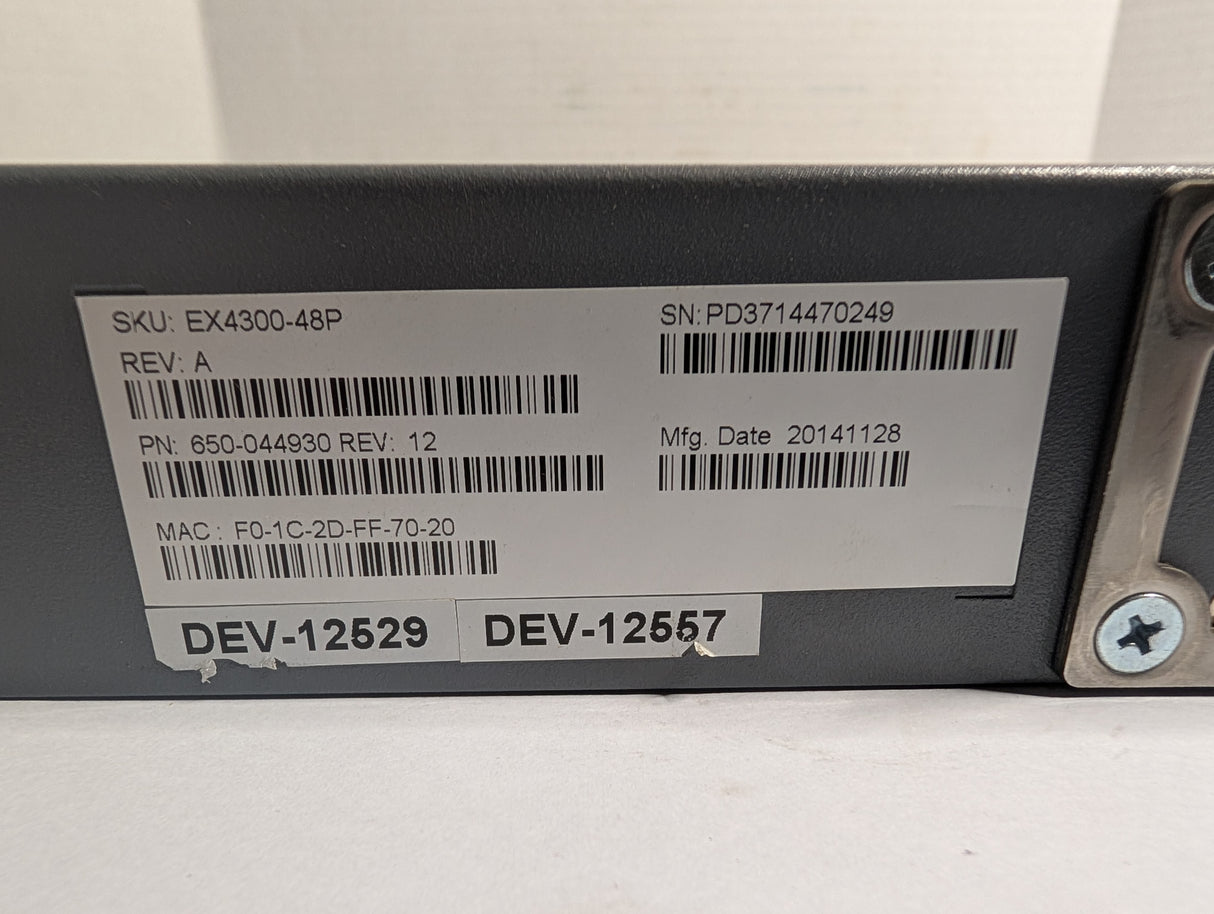 SKU: EX4300-48P
REV: A
PN: 650-044930 REV: 12
MAC : F0-1C-2D-FF-70-20
SN: PD3714470249
Mfg. Date 20141128
DEV-12529
DEV-12557